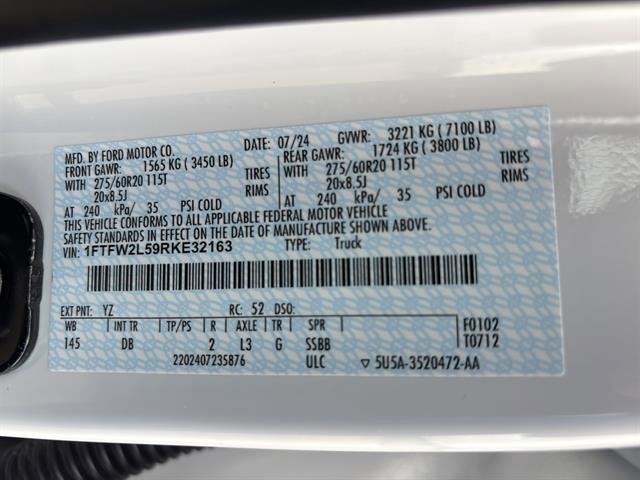 MFD. BY FORD MOTOR CO. DATE: 07/24 GVWR: 3221 KG ( 7100 LB)
FRONT GAWR: 1565 KG ( 3450 LB) REAR GAWR: 1724 KG ( 3800 LB)
WITH 275/60R20 115T TIRES WITH 275/60R20 115T TIRES
20x8.5J RIMS 20x8.5J RIMS
AT 240 kPa/ 35 PSI COLD AT 240 kPa/ 35 PSI COLD
THIS VEHICLE CONFORMS TO ALL APPLICABLE FEDERAL MOTOR VEHICLE
SAFETY STANDARDS IN EFFECT ON THE DATE OF MANUFACTURE SHOWN ABOVE.
VIN: 1FTFW2L59RKE32163 TYPE: Truck
EXT PNT: YZ RC: 52 DSO:
WB INT TR TP/PS R AXLE TR SPR F0102
145 DB 2 L3 G SSBB T0712
2202407235876 ULC 5U5A-3520472-AA